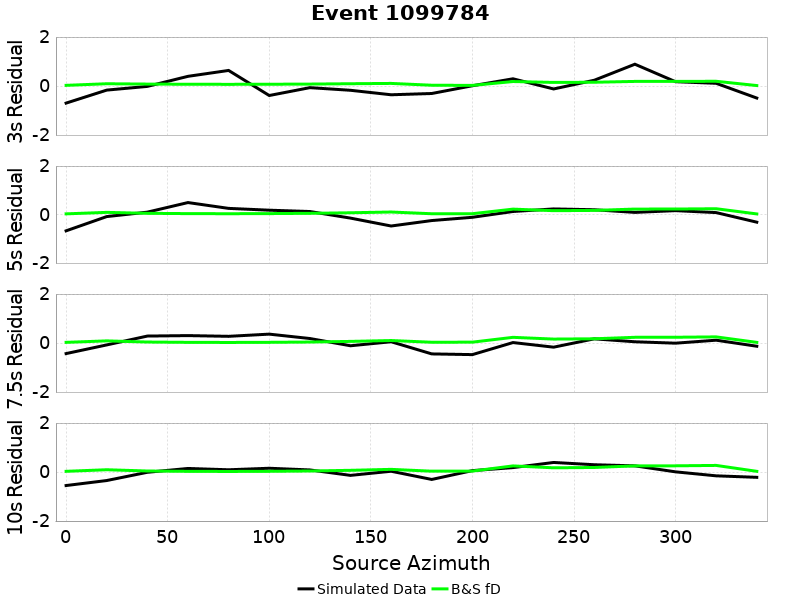 Event 1099784
3s Residual
2
0
-2
5s Residual
2
0
-2
7.5s Residual
2
0
-2
10s Residual
2
0
-2
0 50 100 150 200 250 300
Source Azimuth
Simulated Data B&S fD